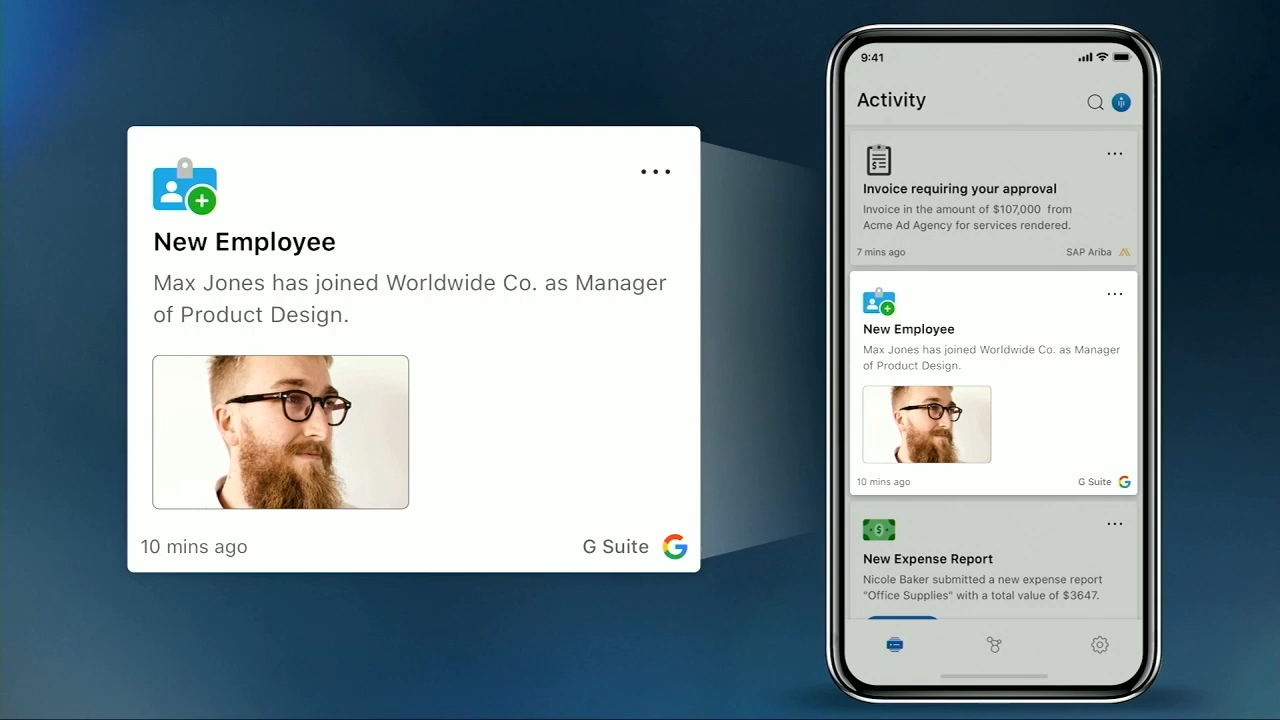 New Employee
Max Jones has joined Worldwide Co. as Manager
of Product Design.
10 mins ago
G Suite
9:41
Activity
Invoice requiring your approval
Invoice in the amount of $107,000 from
Acme Ad Agency for services rendered.
7 mins ago
SAP Ariba
New Employee
Max Jones has joined Worldwide Co. as Manager
of Product Design.
10 mins ago
G Suite
New Expense Report
Nicole Baker submitted a new expense report
"Office Supplies" with a total value of $3647.